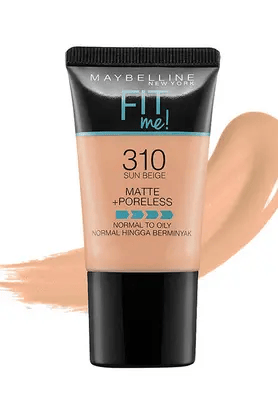 MAYBELLINE
NEW YORK
FIT
me!
310
SUN BEIGE
MATTE
+PORELESS
NORMAL TO OILY
NORMAL HINGGA BERMINYAK